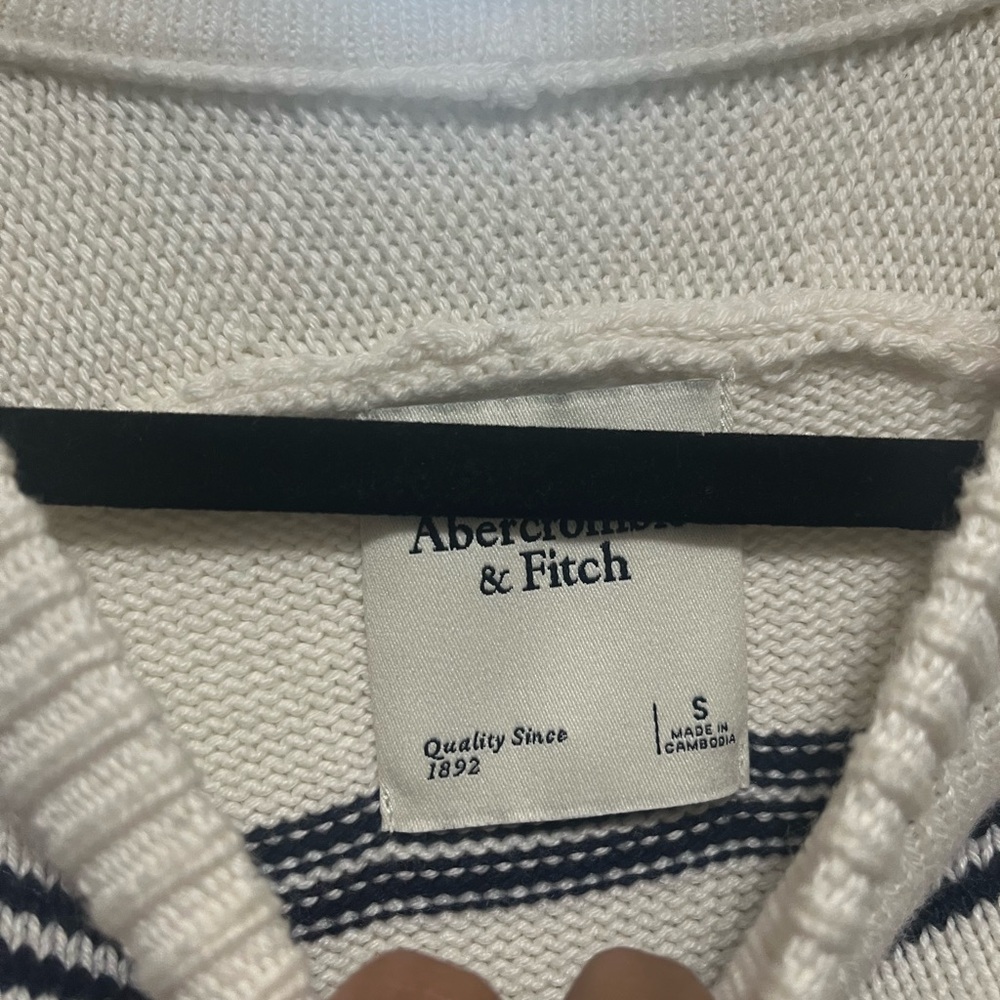 Abercrombie
& Fitch
Quality Since
1892
S
MADE IN
CAMBODIA